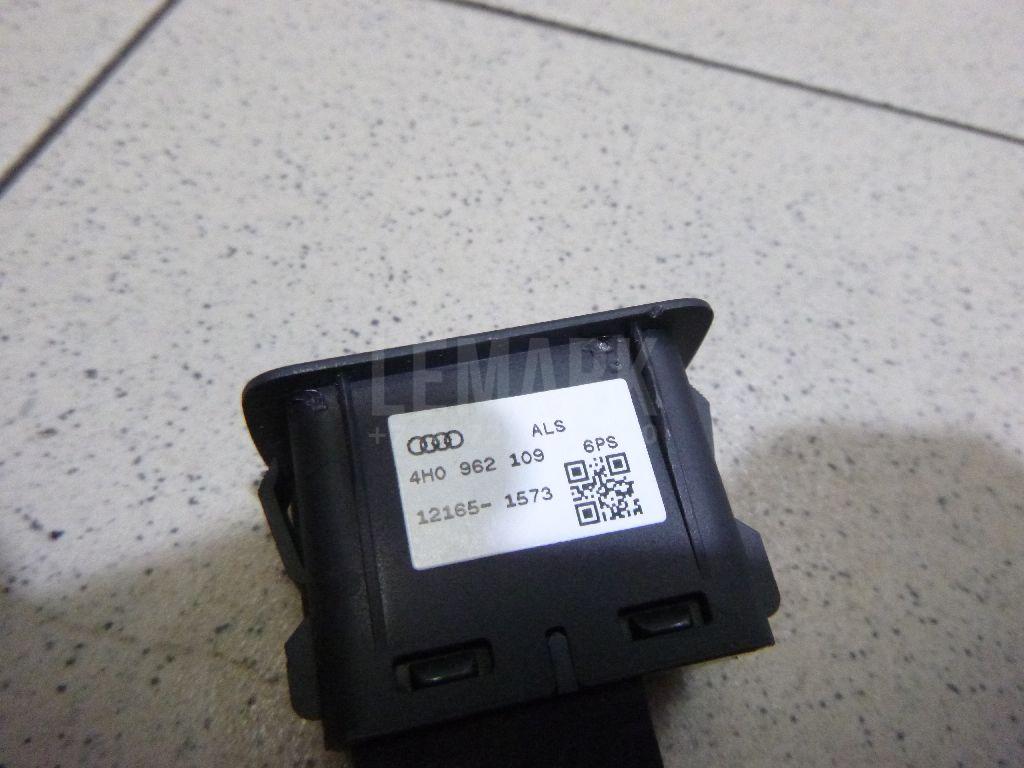 LEMARK
ALS
4H0 962 109
6PS
12165- 1573